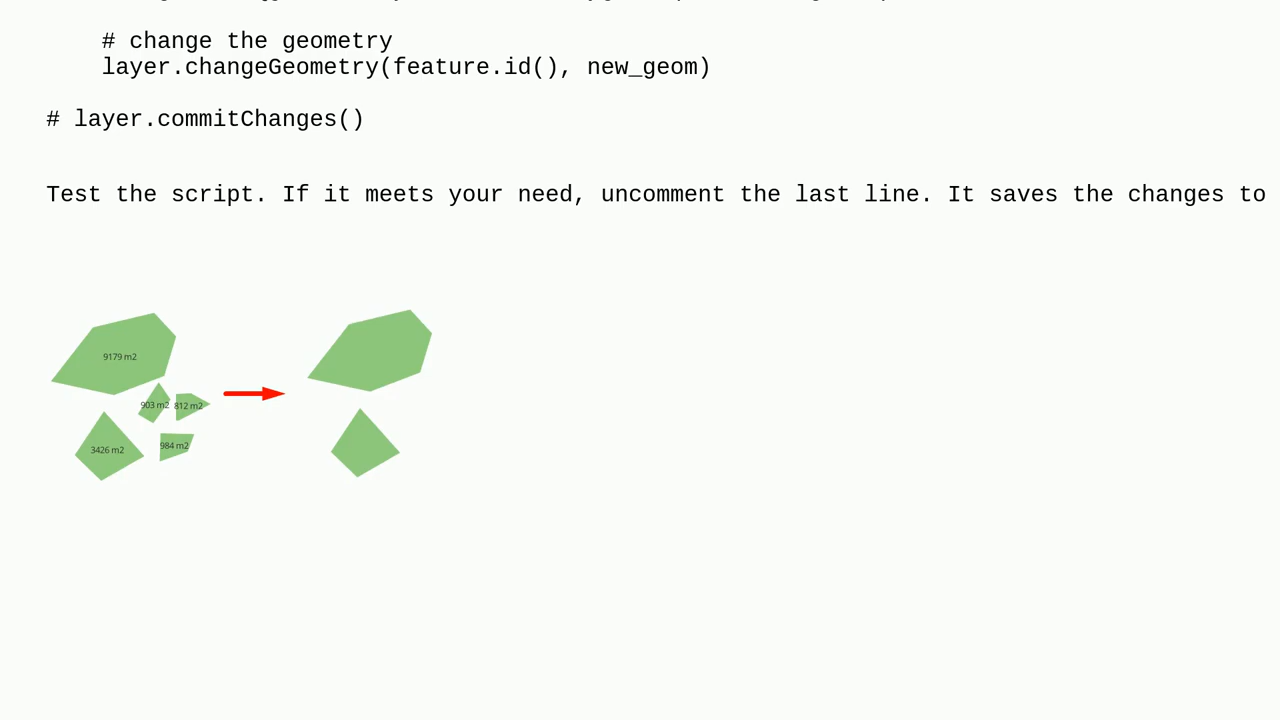 # change the geometry
layer.changeGeometry(feature.id(), new_geom)
# layer.commitChanges()
Test the script. If it meets your need, uncomment the last line. It saves the changes to
9179 m2
903 m2
812 m2
3426 m2
984 m2